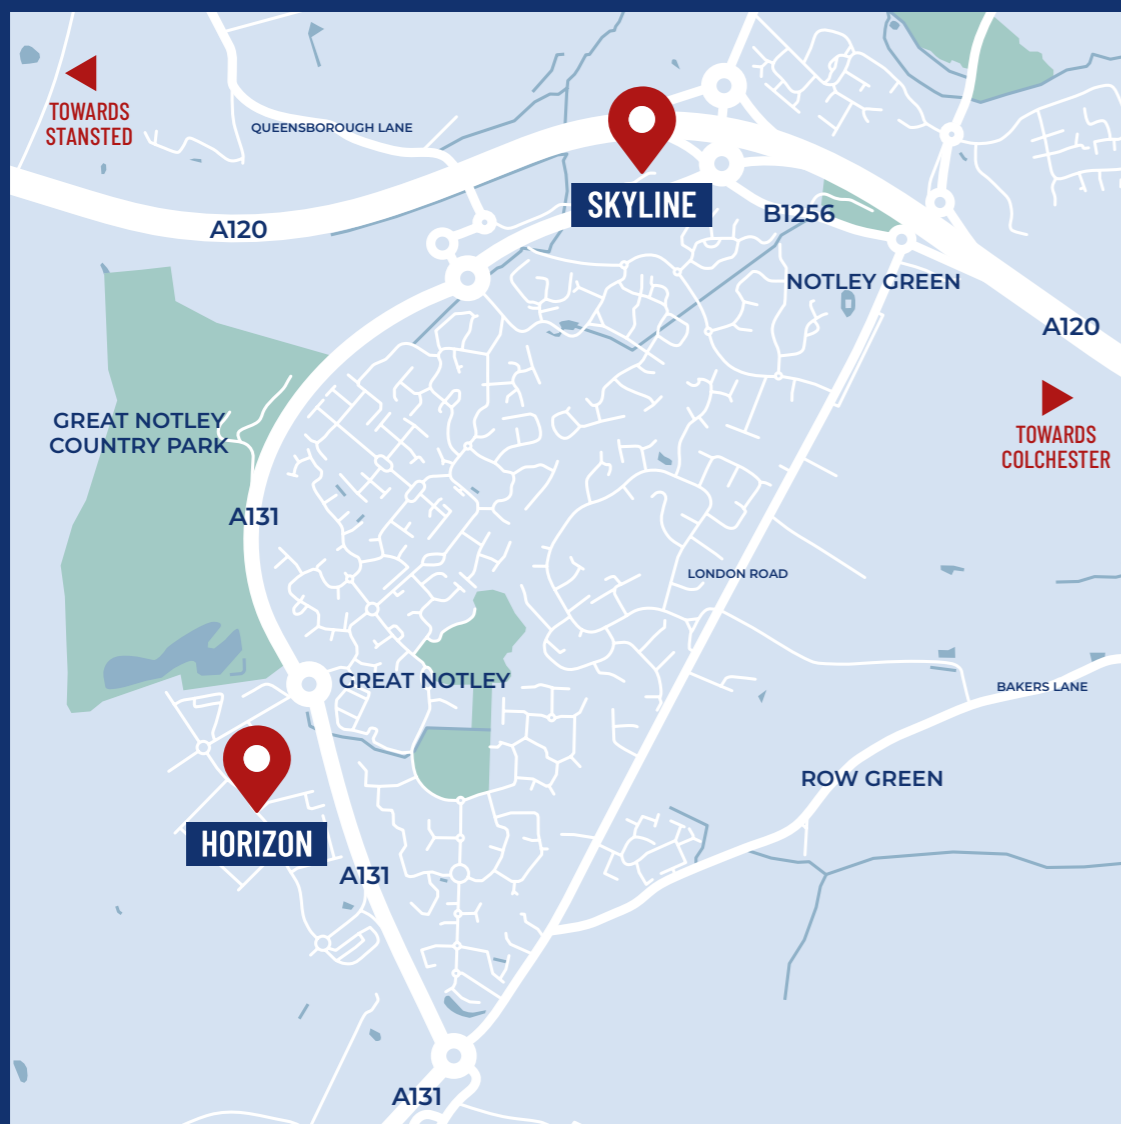 TOWARDS
STANSTED
QUEENSBOROUGH LANE
SKYLINE
B1256
A120
NOTLEY GREEN
A120
GREAT NOTLEY
COUNTRY PARK
TOWARDS
COLCHESTER
A131
LONDON ROAD
GREAT NOTLEY
BAKERS LANE
ROW GREEN
HORIZON
A131
A131